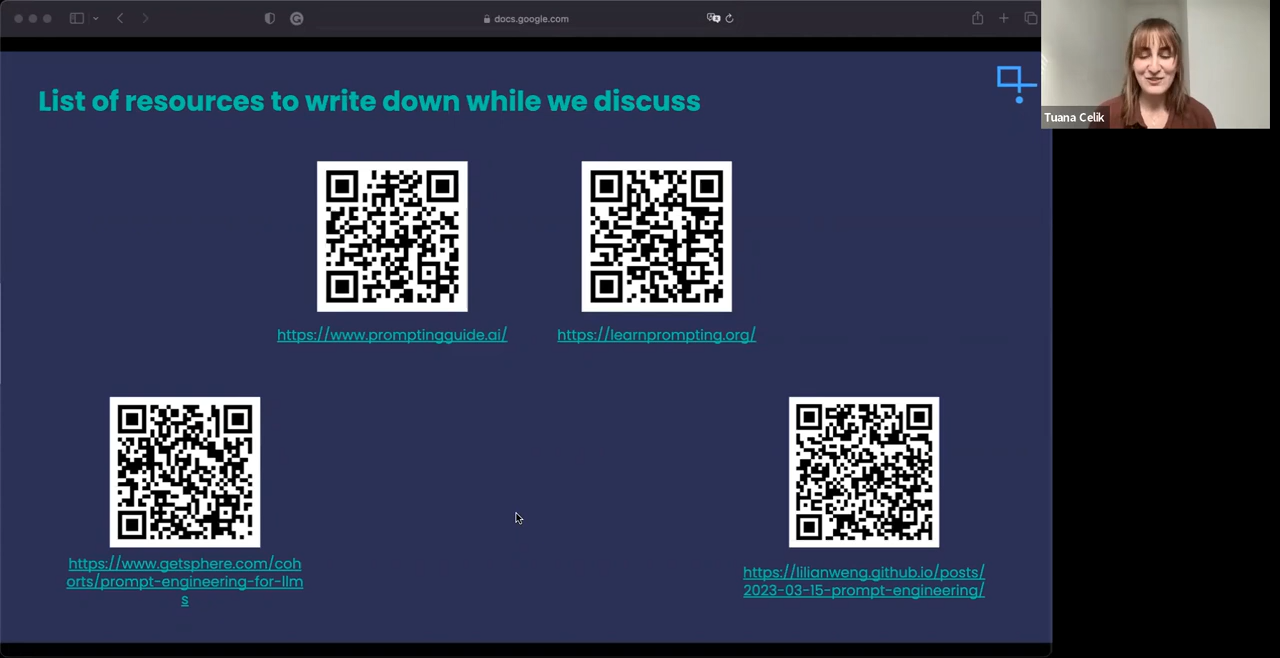 docs.google.com
Tuana Celik
List of resources to write down while we discuss
https://www.promptingguide.ai/
https://learnprompting.org/
https://www.getsphere.com/coh
orts/prompt-engineering-for-llm
s
https://lilianweng.github.io/posts/
2023-03-15-prompt-engineering/